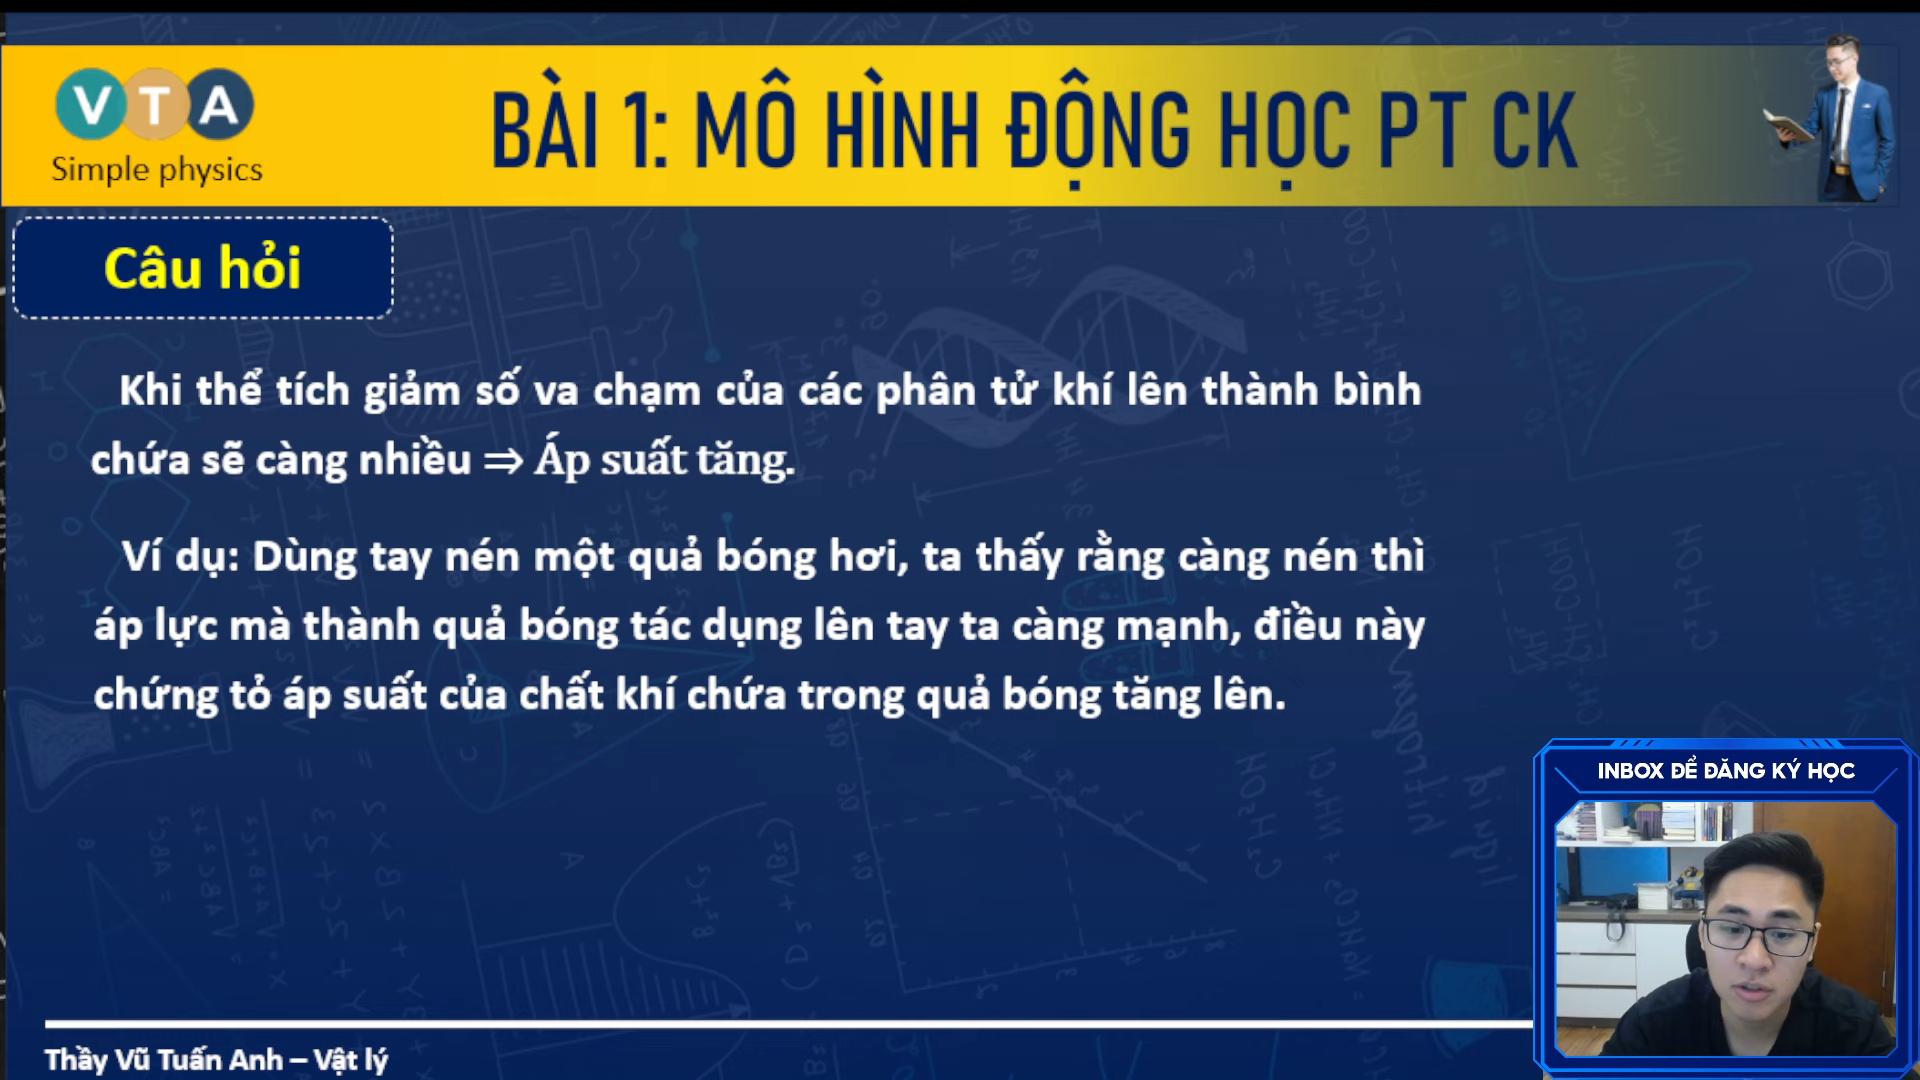 VTA
Simple physics
BÀI 1: MÔ HÌNH ĐỘNG HỌC PT CK
Câu hỏi
Khi thể tích giảm số va chạm của các phân tử khí lên thành bình
chứa sẽ càng nhiều ⇒ Áp suất tăng.
Ví dụ: Dùng tay nén một quả bóng hơi, ta thấy rằng càng nén thì
áp lực mà thành quả bóng tác dụng lên tay ta càng mạnh, điều này
chứng tỏ áp suất của chất khí chứa trong quả bóng tăng lên.
INBOX ĐỂ ĐĂNG KÝ HỌC
Thầy Vũ Tuấn Anh – Vật lý